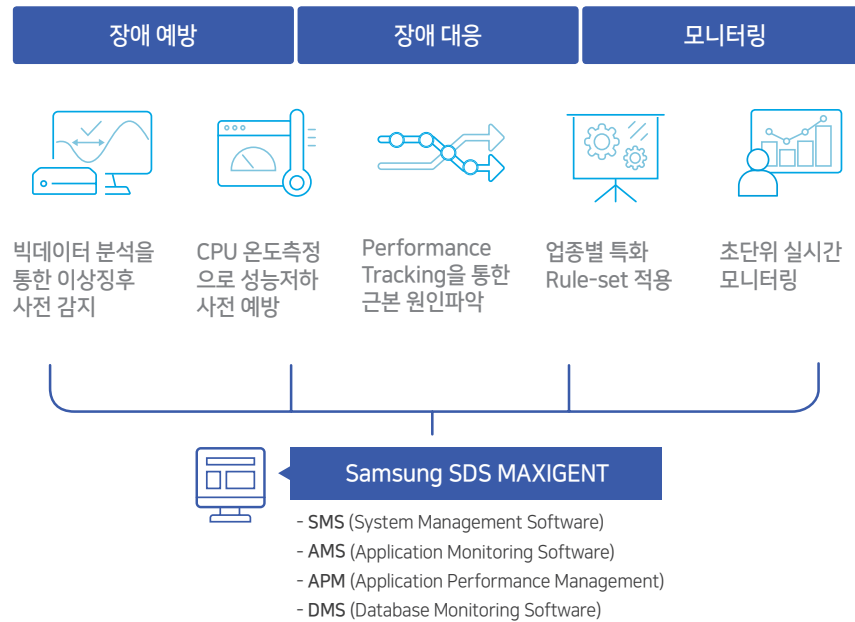 장애 예방
장애 대응
모니터링
빅데이터 분석을
통한 이상징후
사전 감지
CPU 온도측정
으로 성능저하
사전 예방
Performance
Tracking을 통한
근본 원인파악
업종별 특화
Rule-set 적용
초단위 실시간
모니터링
Samsung SDS MAXIGENT
- SMS (System Management Software)
- AMS (Application Monitoring Software)
- APM (Application Performance Management)
- DMS (Database Monitoring Software)